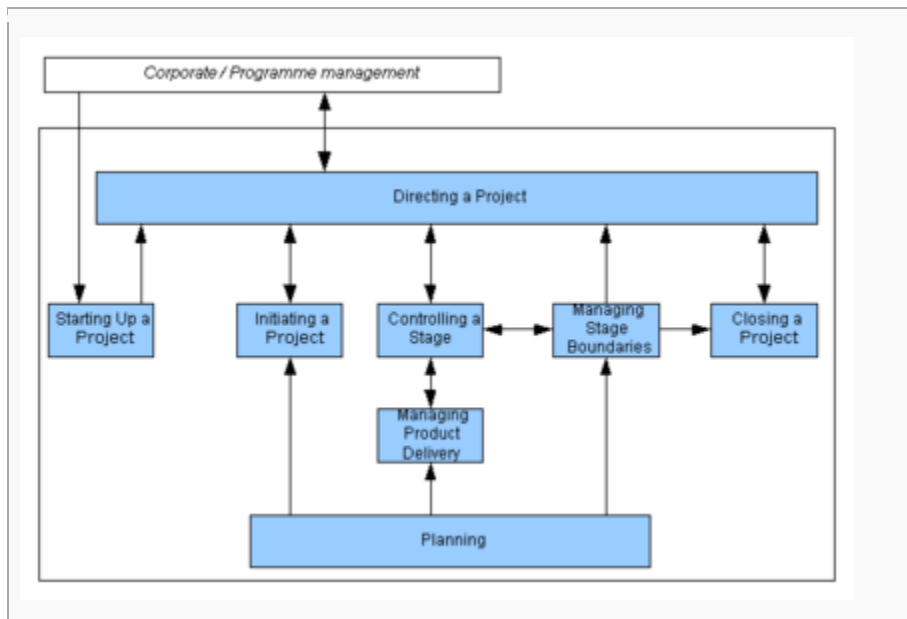 Corporate / Programme management
Directing a Project
Starting Up a
Project
Initiating a
Project
Controlling a
Stage
Managing
Stage
Boundaries
Closing a
Project
Managing
Product
Delivery
Planning